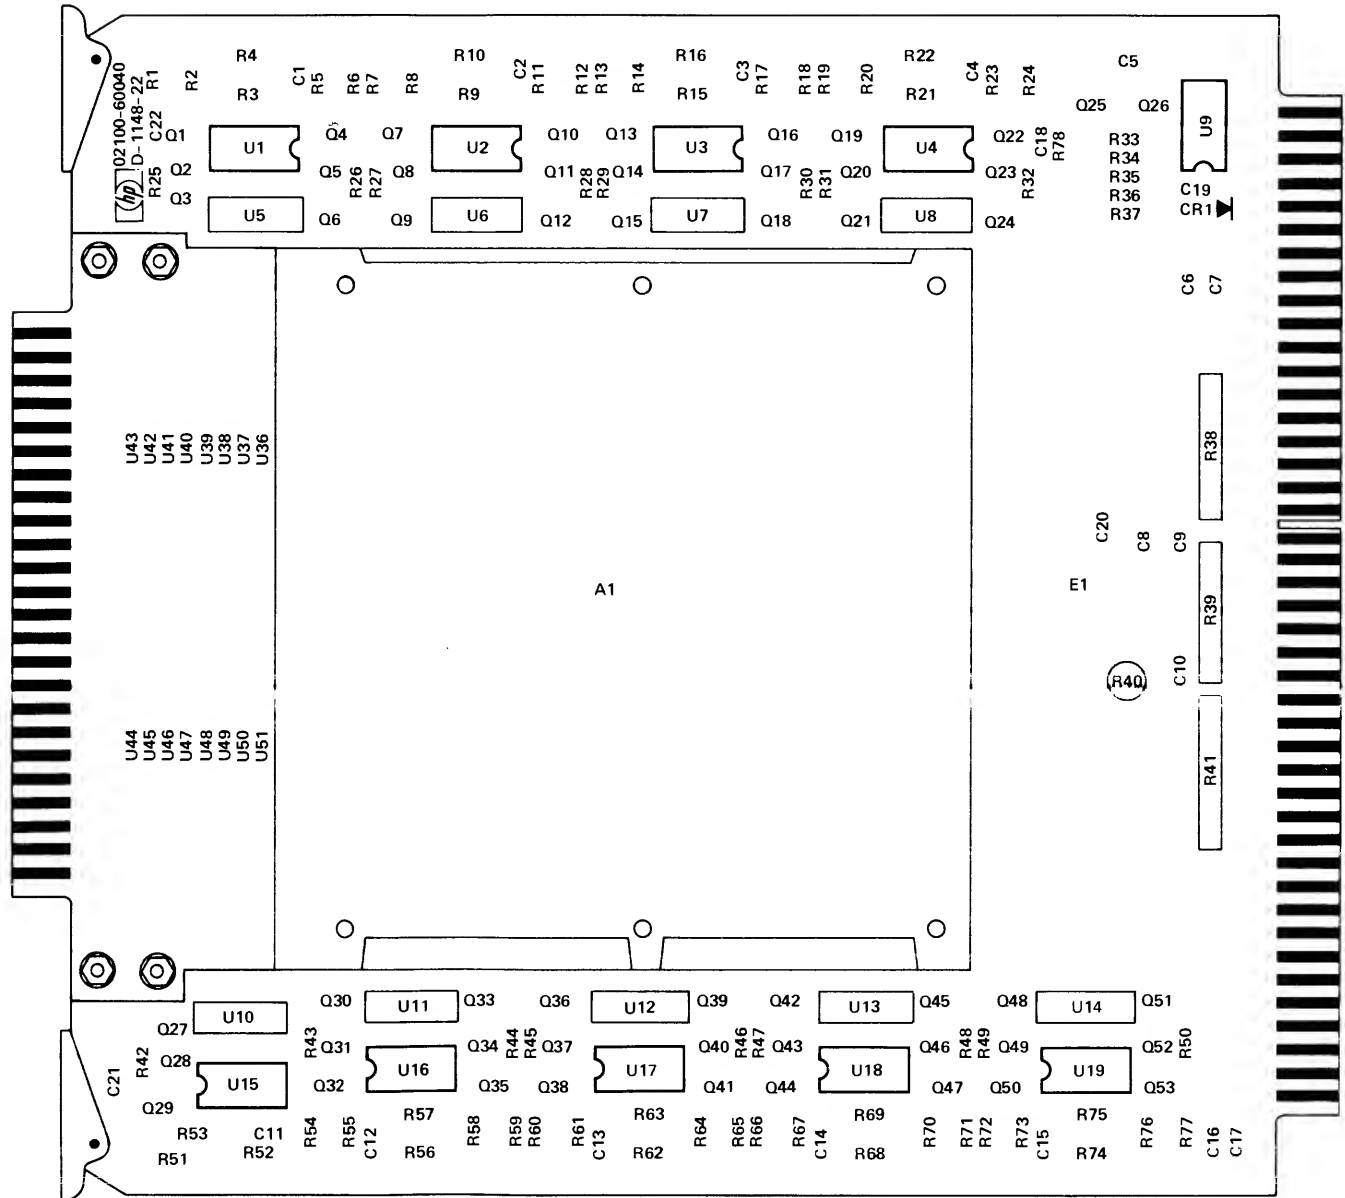 R4 R10 R16 R22 C5
02100-60040 R1 R2 C1 R5 R6 R7 R8 C2 R11 R12 R13 R14 C3 R17 R18 R19 R20 C4 R23 R24
D-1148-22 R3 R9 R15 R21
Q25 Q26 U9
C22 Q1 U1 Q4 Q7 U2 Q10 Q13 U3 Q16 Q19 U4 Q22 C18 R78 R33
R34
hp R25 Q2 Q5 R26 R27 Q8 Q11 R28 R29 Q14 Q17 R30 R31 Q20 Q23 R32 R35
R36 C19
Q3 R37 CR1
U5 Q6 Q9 U6 Q12 Q15 U7 Q18 Q21 U8 Q24
C6 C7
U43 U42 U41 U40 U39 U38 U37 U36 R38
C20 C8 C9
A1 E1 R39
R40 C10
U44 U45 U46 U47 U48 U49 U50 U51 R41
Q30 U11 Q33 Q36 U12 Q39 Q42 U13 Q45 Q48 U14 Q51
Q27 U10
R43 Q31 Q34 R44 R45 Q37 Q40 R46 R47 Q43 Q46 R48 R49 Q49 Q52 R50
Q28 R42 U16 U17 U18 U19
C21 U15 Q32 Q35 Q38 Q41 Q44 Q47 Q50 Q53
Q29 R57 R63 R69 R75
R53 C11 R54 R55 C12 R58 R59 R60 R61 C13 R64 R65 R66 R67 C14 R70 R71 R72 R73 C15 R76 R77 C16 C17
R51 R52 R56 R62 R68 R74